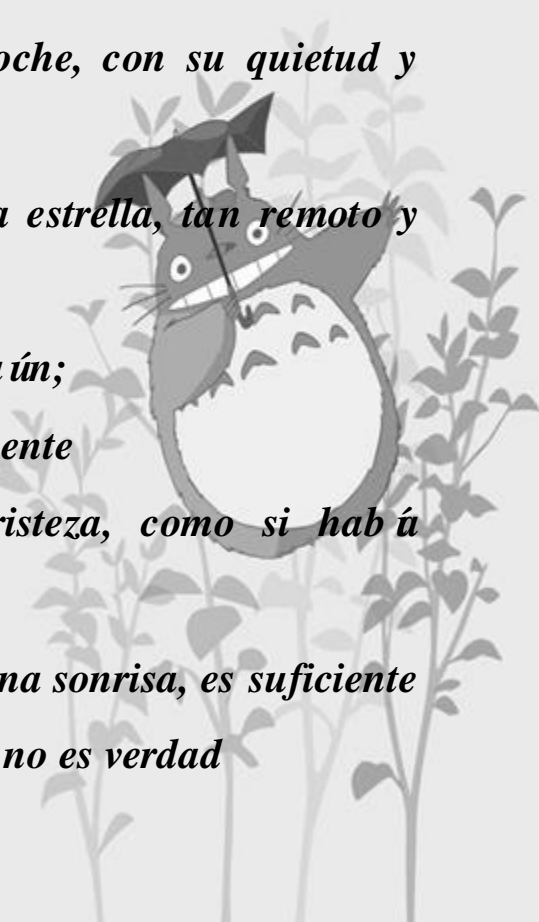 oche, con su quietud y
a estrella, tan remoto y
ún;
ente
risteza, como si habú
na sonrisa, es suficiente
no es verdad